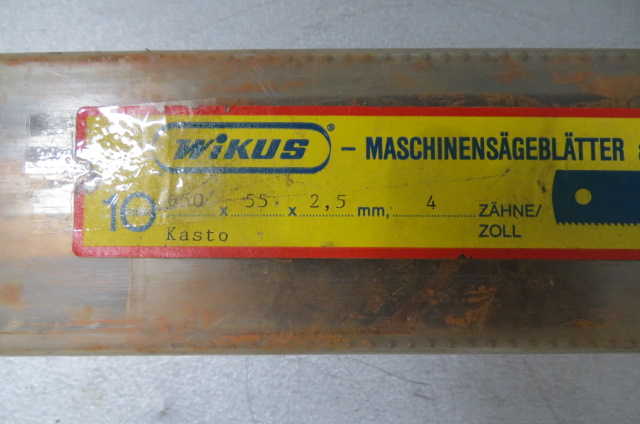 WIKUS® - MASCHINENSÄGEBLÄTTER
10 650 x 55 x 2,5 mm, 4 ZÄHNE/
Kasto ZOLL